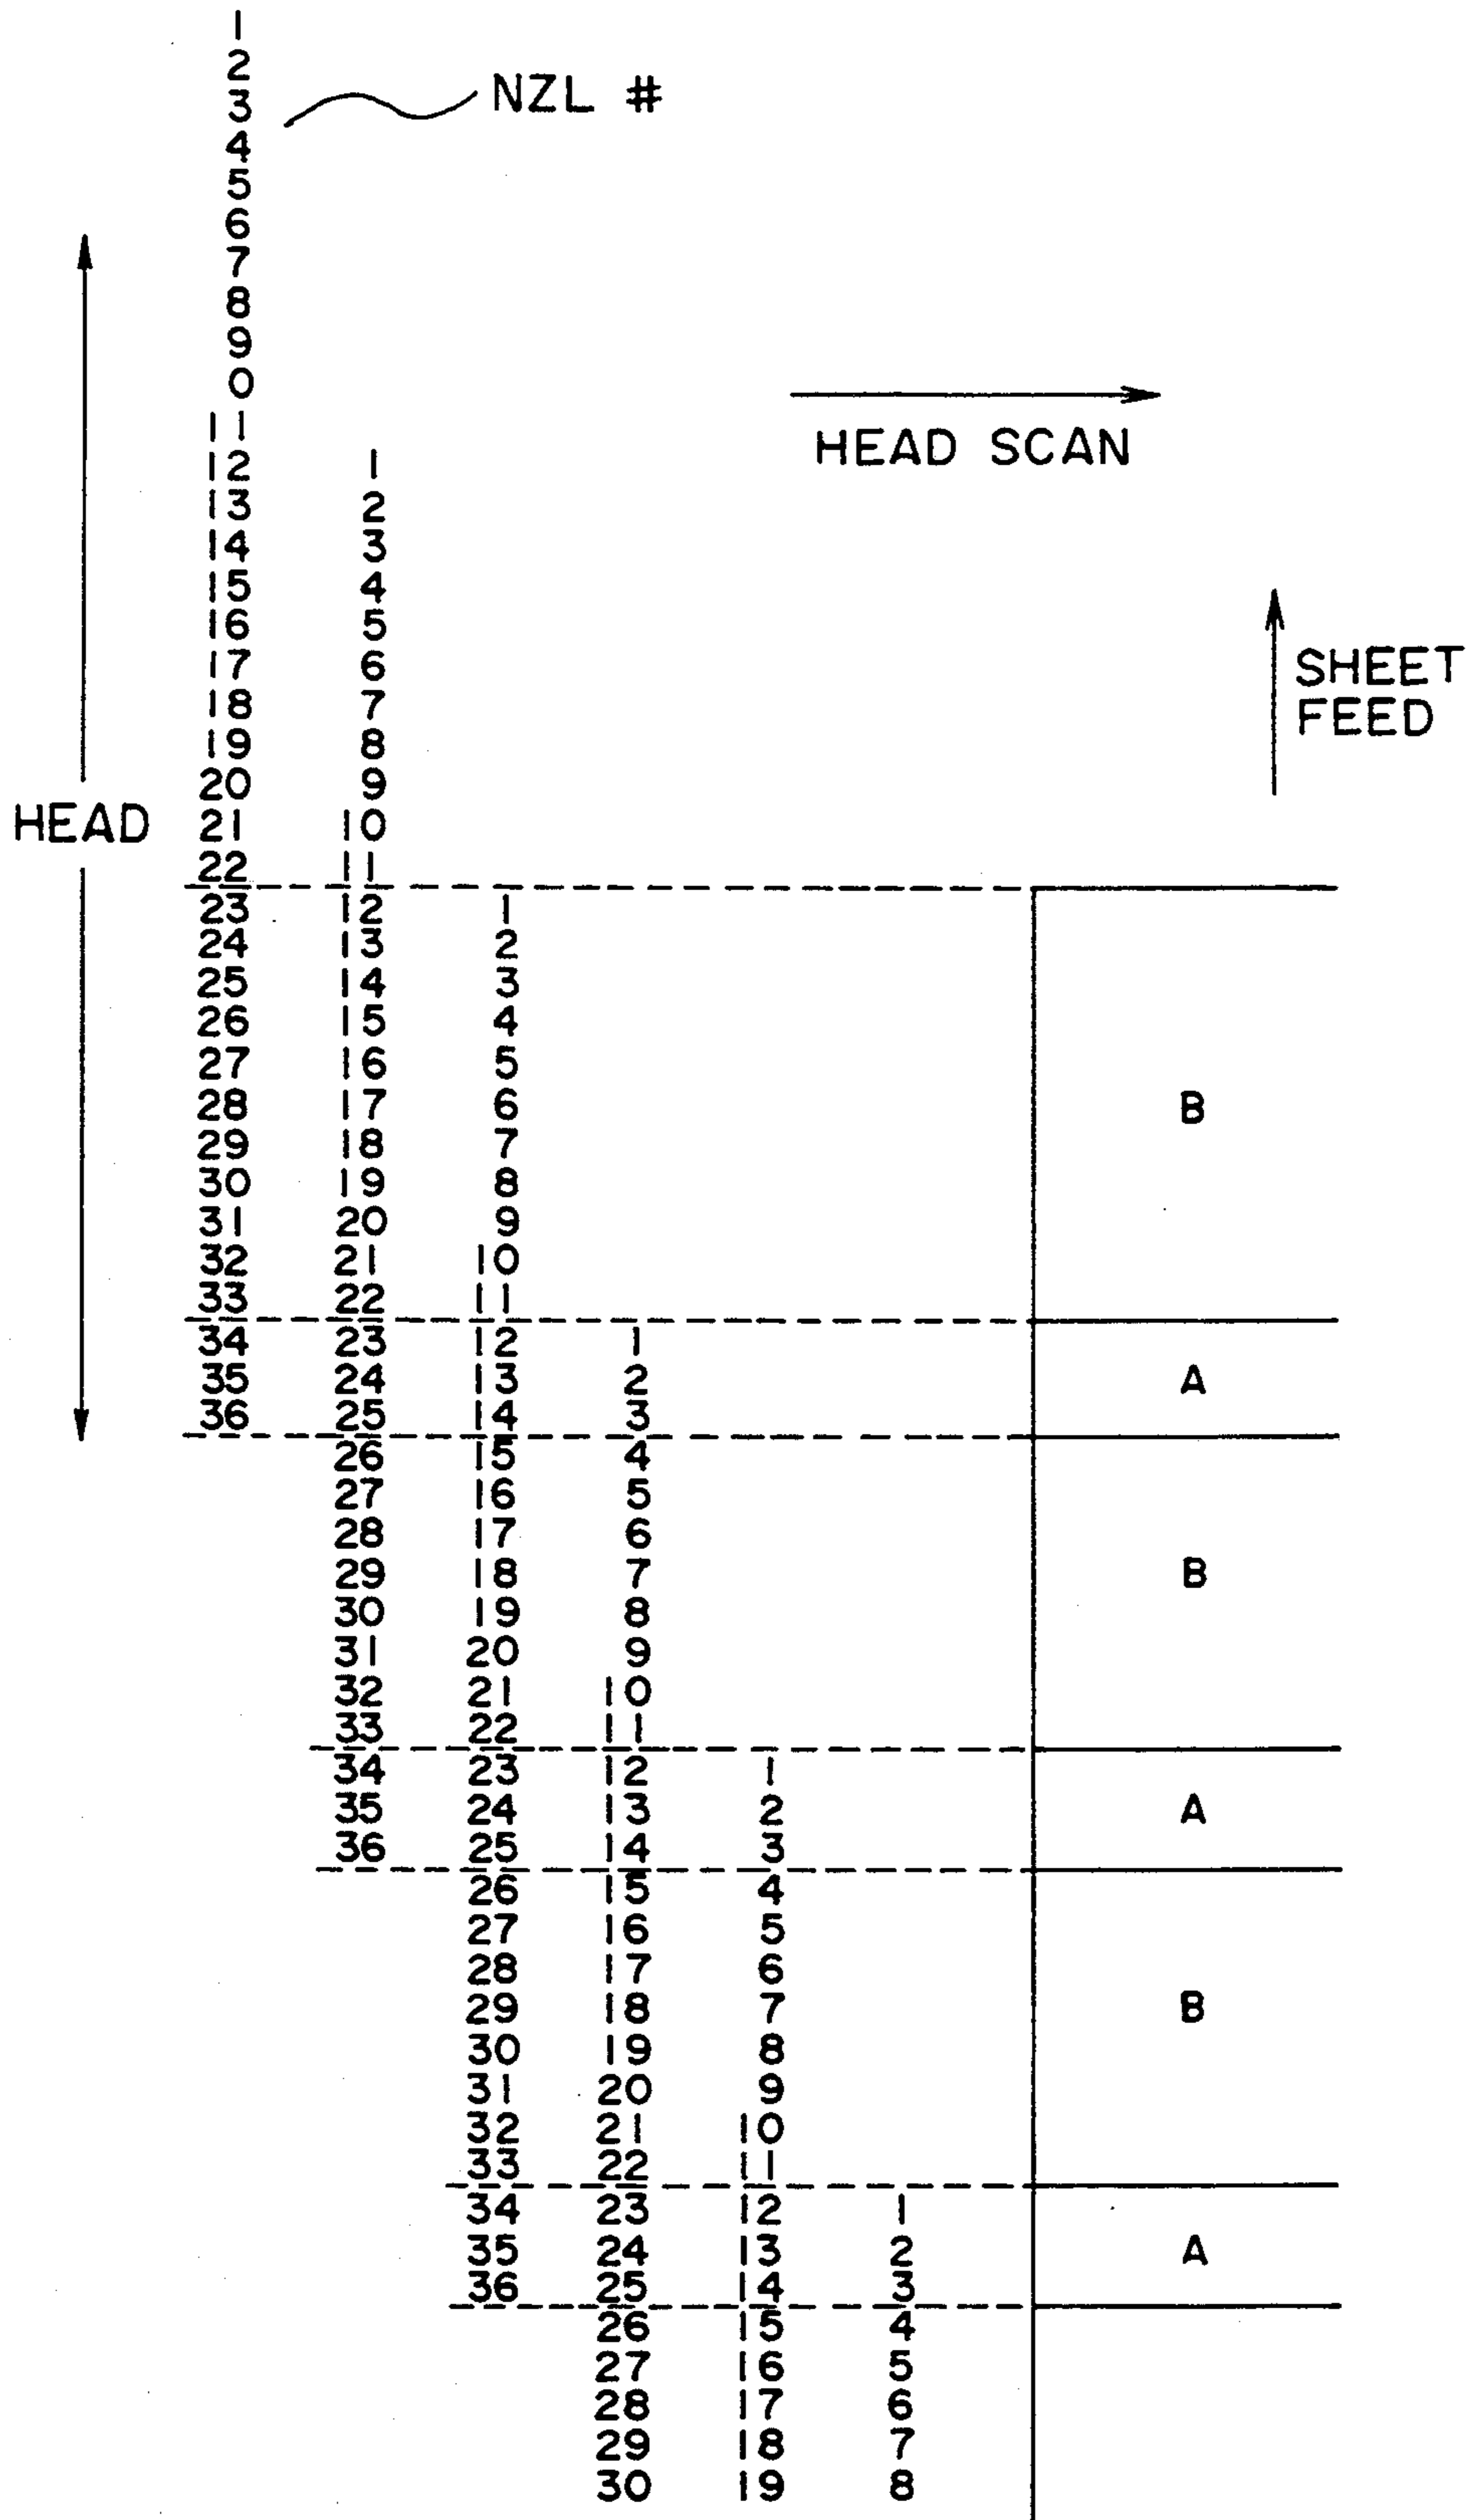 1
2
3 NZL #
4
5
6
7
8
9
0
11
HEAD SCAN
12 1
13 2
14 3
15 4
16 5
17 6 SHEET
18 7 FEED
19 8
20 9
HEAD 21 10
22 11
23 12 1
24 13 2
25 14 3
26 15 4
27 16 5
28 17 6 B
29 18 7
30 19 8
31 20 9
32 21 10
33 22 11
34 23 12 1
35 24 13 2 A
36 25 14 3
26 15 4
27 16 5
28 17 6
29 18 7 B
30 19 8
31 20 9
32 21 10
33 22 11
34 23 12 1
35 24 13 2 A
36 25 14 3
26 15 4
27 16 5
28 17 6
29 18 7 B
30 19 8
31 20 9
32 21 10
33 22 11
34 23 12 1
35 24 13 2 A
36 25 14 3
26 15 4
27 16 5
28 17 6
29 18 7
30 19 8